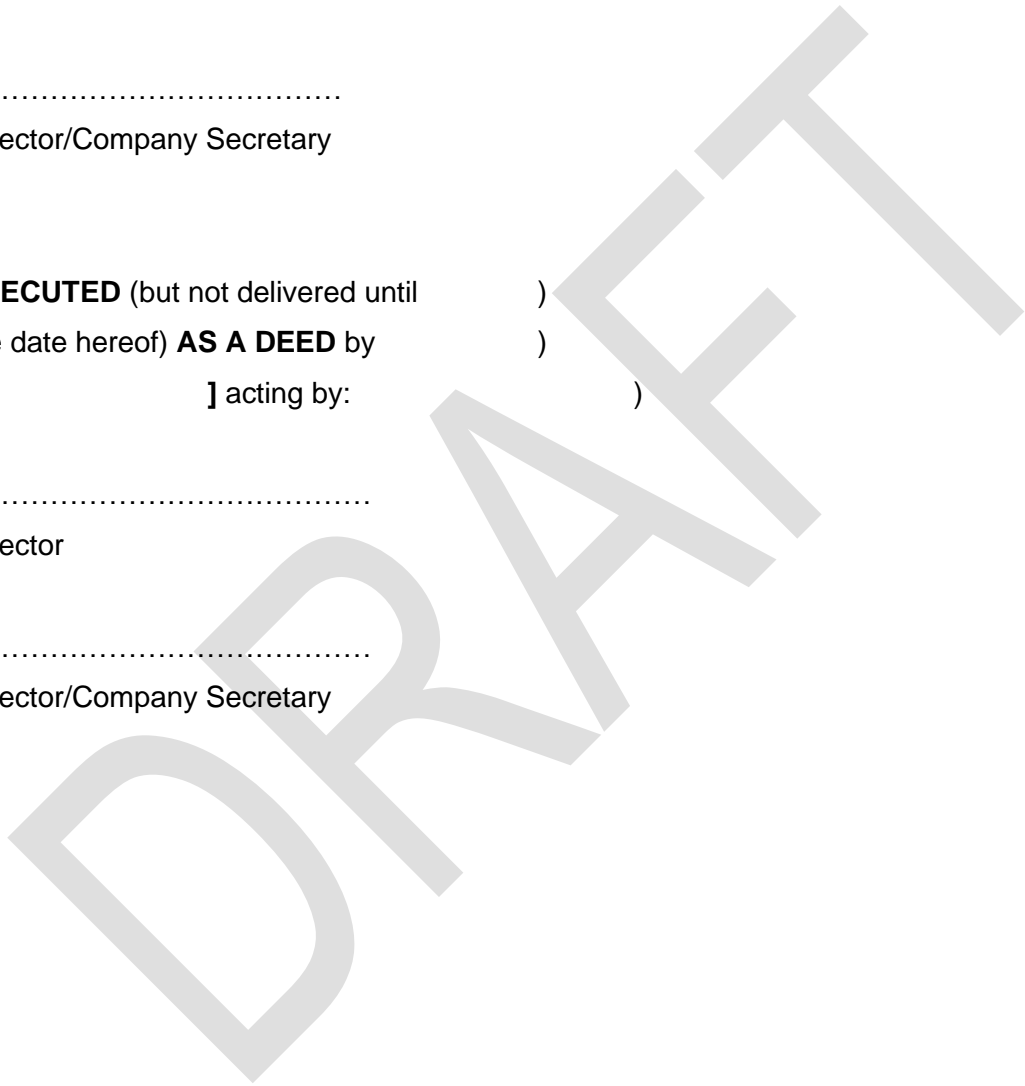 ……………………………
ector/Company Secretary
ECUTED (but not delivered until )
e date hereof) AS A DEED by )
] acting by: )
………………………………
ector
………………………………
ector/Company Secretary
DRAFT